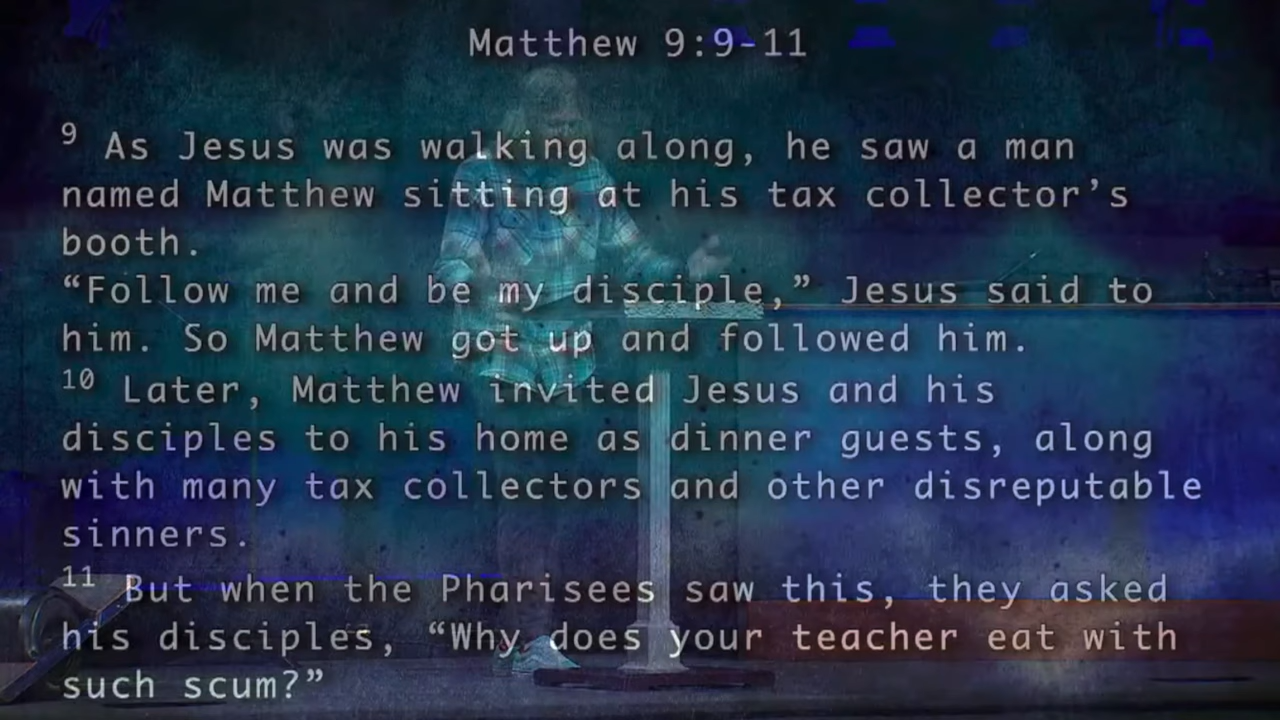 Matthew 9:9-11
9 As Jesus was walking along, he saw a man
named Matthew sitting at his tax collector’s
booth.
“Follow me and be my disciple,” Jesus said to
him. So Matthew got up and followed him.
10 Later, Matthew invited Jesus and his
disciples to his home as dinner guests, along
with many tax collectors and other disreputable
sinners.
11 But when the Pharisees saw this, they asked
his disciples, “Why does your teacher eat with
such scum?”